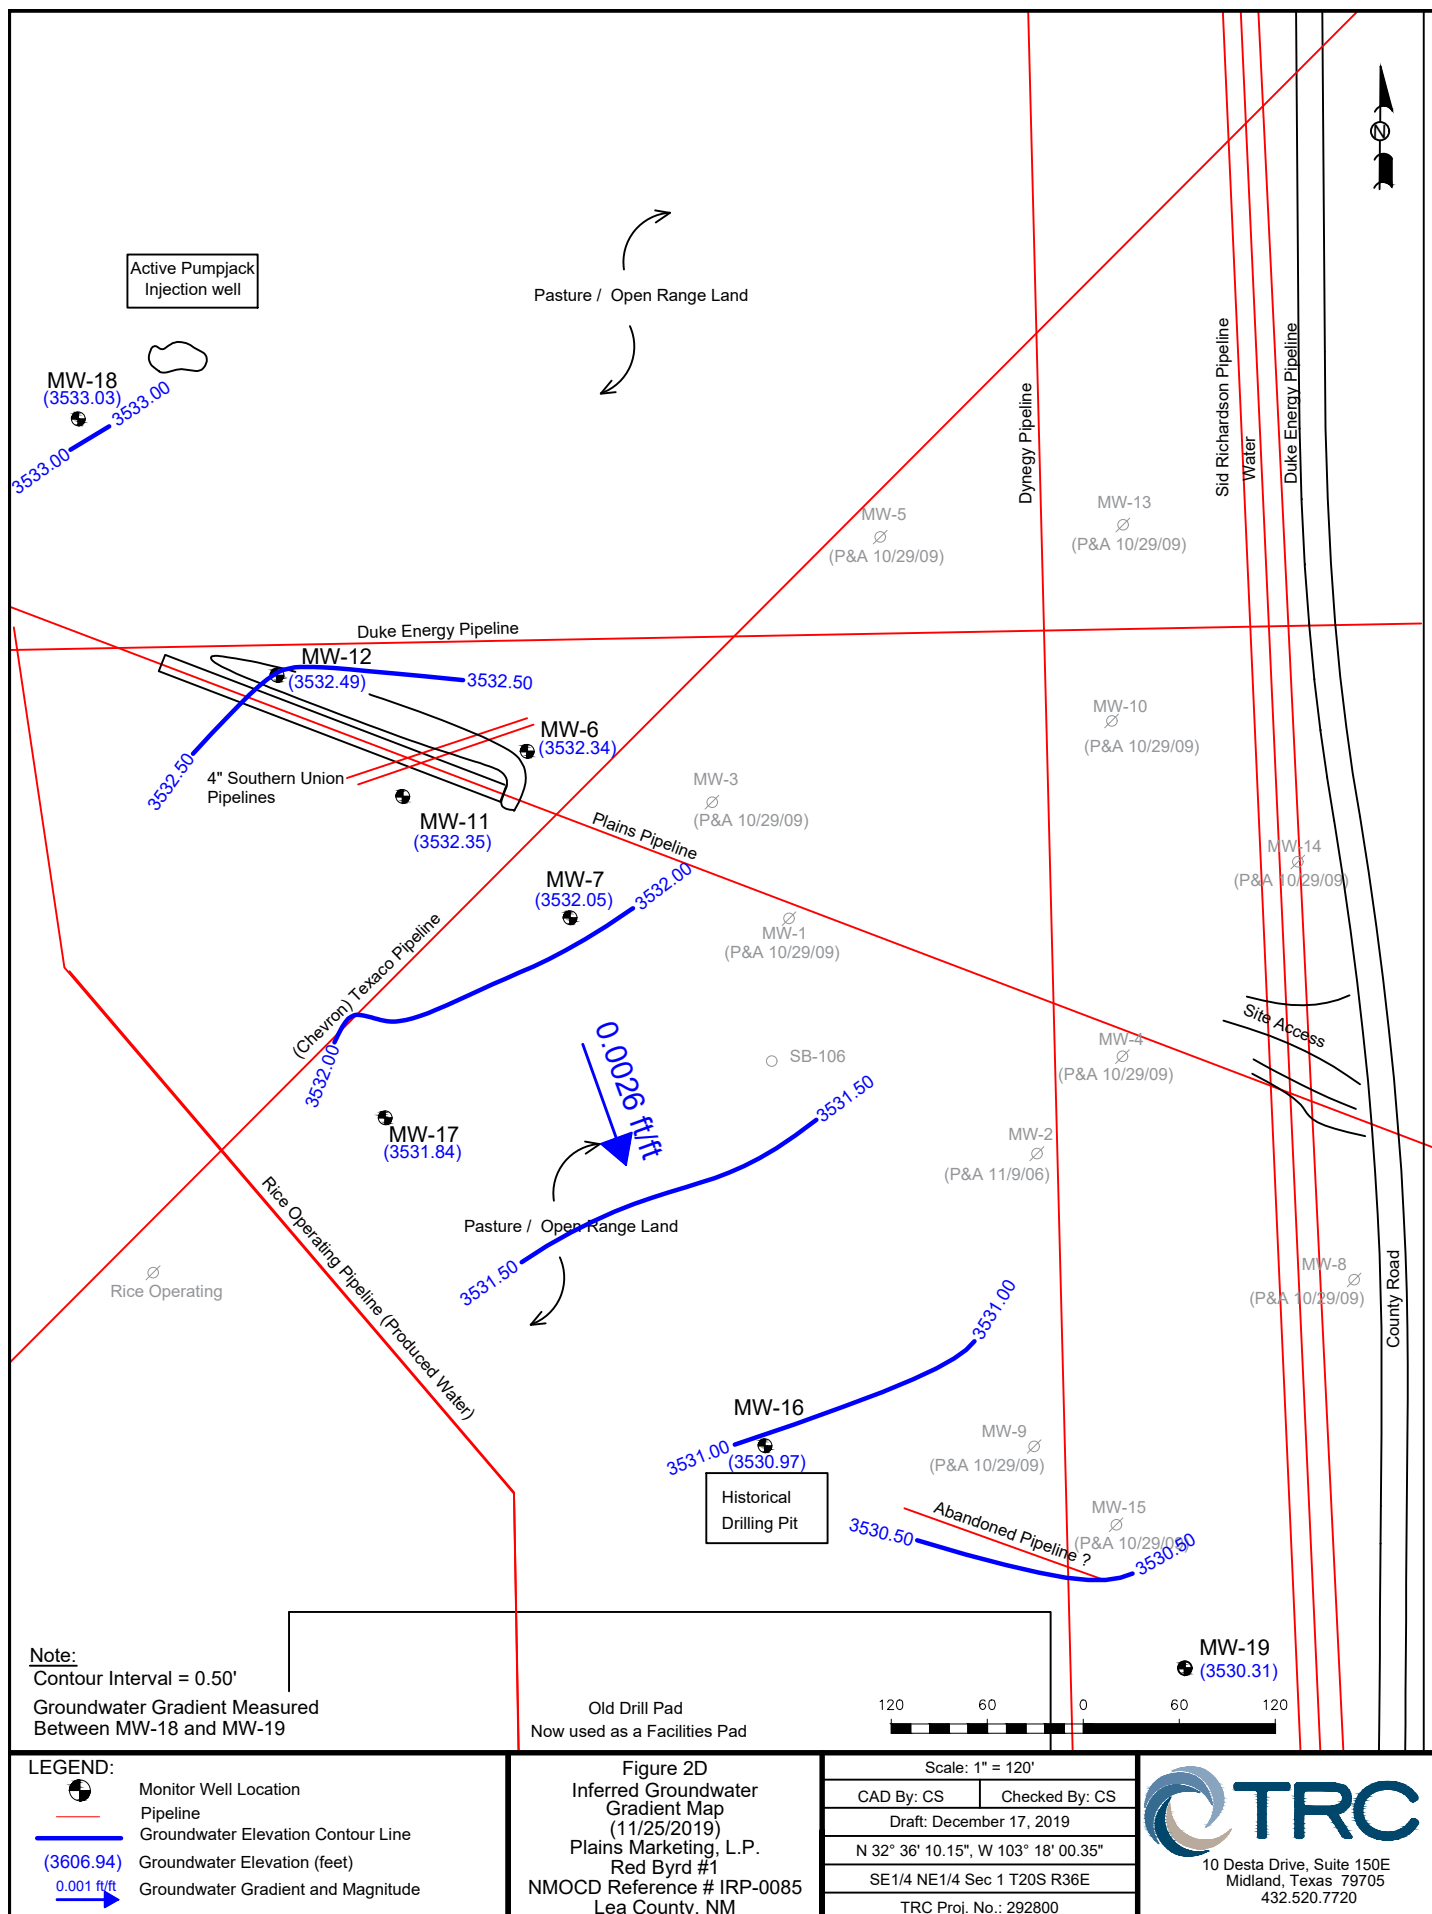 N
Active Pumpjack
Injection well
Pasture / Open Range Land
MW-18
(3533.03)
3533.00
3533.00
Dynegy Pipeline
Sid Richardson Pipeline
Water
Duke Energy Pipeline
MW-5
(P&A 10/29/09)
MW-13
(P&A 10/29/09)
Duke Energy Pipeline
MW-12
(3532.49)
3532.50
3532.50
MW-6
(3532.34)
4" Southern Union
Pipelines
MW-11
(3532.35)
MW-10
(P&A 10/29/09)
MW-3
(P&A 10/29/09)
Plains Pipeline
MW-14
(P&A 10/29/09)
MW-7
(3532.05)
3532.00
3532.00
(Chevron) Texaco Pipeline
MW-1
(P&A 10/29/09)
Site Access
0.0026 ft/ft
SB-106
MW-4
(P&A 10/29/09)
3531.50
3531.50
MW-17
(3531.84)
MW-2
(P&A 11/9/06)
Rice Operating Pipeline (Produced Water)
Pasture / Open Range Land
Rice Operating
MW-8
(P&A 10/29/09)
County Road
3531.00
3531.00
MW-16
(3530.97)
MW-9
(P&A 10/29/09)
Historical
Drilling Pit
MW-15
(P&A 10/29/09)
Abandoned Pipeline ?
3530.50
3530.50
MW-19
(3530.31)
Note:
Contour Interval = 0.50'
Groundwater Gradient Measured
Between MW-18 and MW-19
Old Drill Pad
Now used as a Facilities Pad
120 60 0 60 120
LEGEND:
Monitor Well Location
Pipeline
Groundwater Elevation Contour Line
(3606.94) Groundwater Elevation (feet)
0.001 ft/ft Groundwater Gradient and Magnitude
Figure 2D
Inferred Groundwater
Gradient Map
(11/25/2019)
Plains Marketing, L.P.
Red Byrd #1
NMOCD Reference # IRP-0085
Lea County, NM
Scale: 1" = 120'
CAD By: CS Checked By: CS
Draft: December 17, 2019
N 32° 36' 10.15", W 103° 18' 00.35"
SE1/4 NE1/4 Sec 1 T20S R36E
TRC Proj. No.: 292800
TRC
10 Desta Drive, Suite 150E
Midland, Texas 79705
432.520.7720